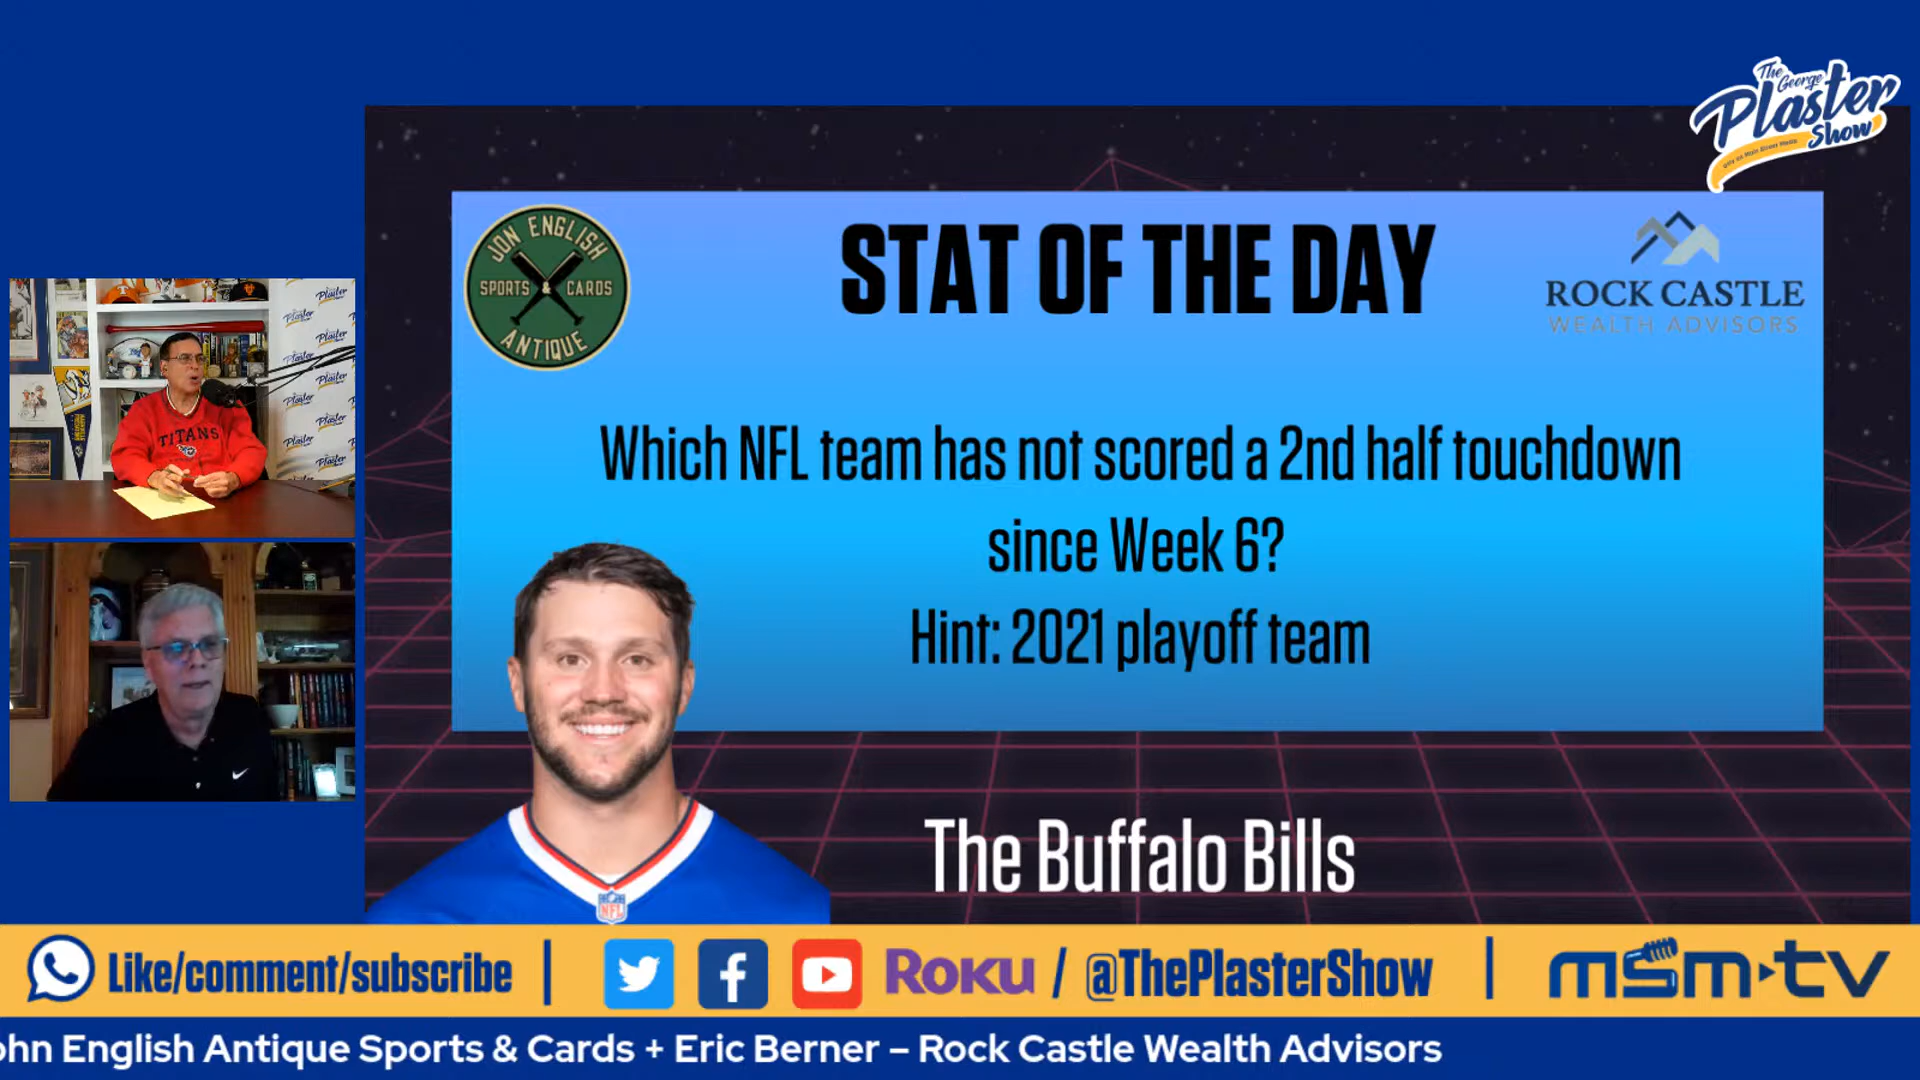 The
George
Plaster
Show
JON ENGLISH
SPORTS & CARDS
ANTIQUE
STAT OF THE DAY
ROCK CASTLE
WEALTH ADVISORS
Which NFL team has not scored a 2nd half touchdown
since Week 6?
Hint: 2021 playoff team
TITANS
NFL
The Buffalo Bills
Like/comment/subscribe | ROKU / @ThePlasterShow | msm tv
ohn English Antique Sports & Cards + Eric Berner – Rock Castle Wealth Advisors